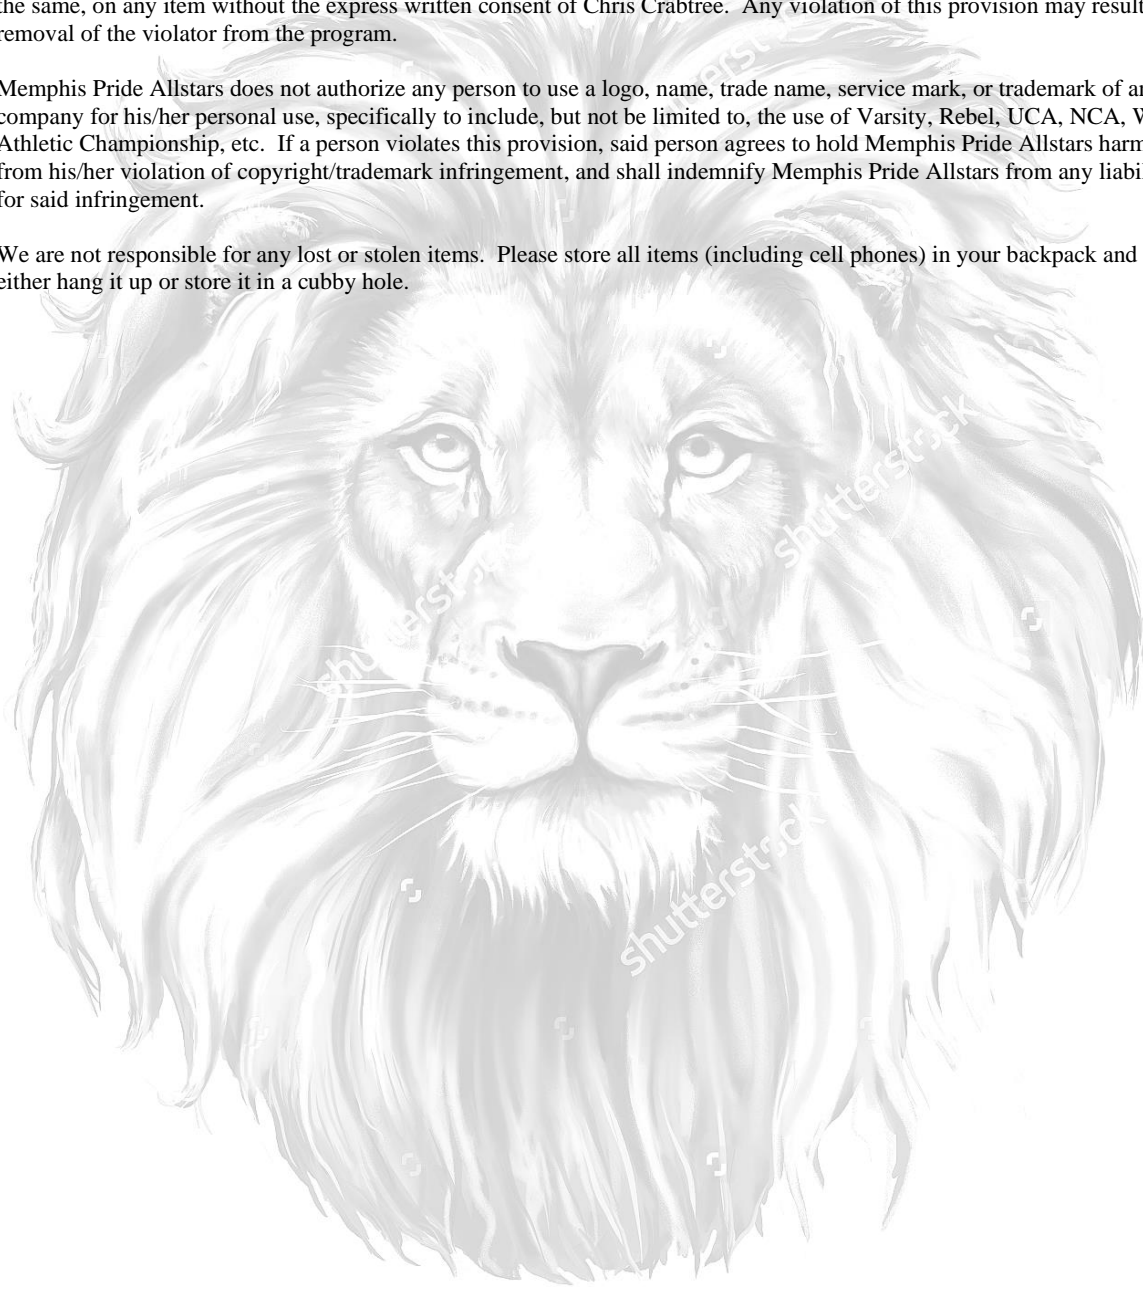 the same, on any item without the express written consent of Chris Crabtree.  Any violation of this provision may result
removal of the violator from the program.
Memphis Pride Allstars does not authorize any person to use a logo, name, trade name, service mark, or trademark of
company for his/her personal use, specifically to include, but not be limited to, the use of Varsity, Rebel, UCA, NCA,
Athletic Championship, etc.  If a person violates this provision, said person agrees to hold Memphis Pride Allstars
from his/her violation of copyright/trademark infringement, and shall indemnify Memphis Pride Allstars from any
for said infringement.
We are not responsible for any lost or stolen items.  Please store all items (including cell phones) in your backpack and
either hang it up or store it in a cubby hole.
shutterstock
shutterstock
shutterstock